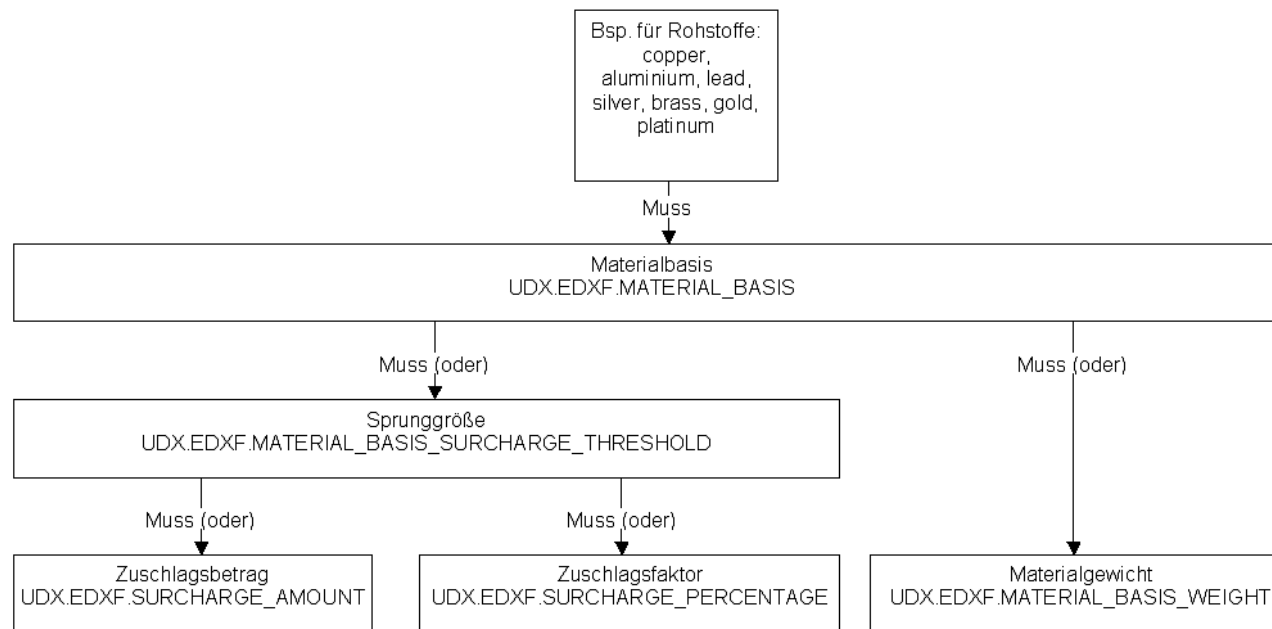 Bsp. für Rohstoffe:
copper,
aluminium, lead,
silver, brass, gold,
platinum
Muss
Materialbasis
UDX.EDXF.MATERIAL_BASIS
Muss (oder)
Muss (oder)
Sprunggröße
UDX.EDXF.MATERIAL_BASIS_SURCHARGE_THRESHOLD
Muss (oder)
Muss (oder)
Zuschlagsbetrag
UDX.EDXF.SURCHARGE_AMOUNT
Zuschlagsfaktor
UDX.EDXF.SURCHARGE_PERCENTAGE
Materialgewicht
UDX.EDXF.MATERIAL_BASIS_WEIGHT